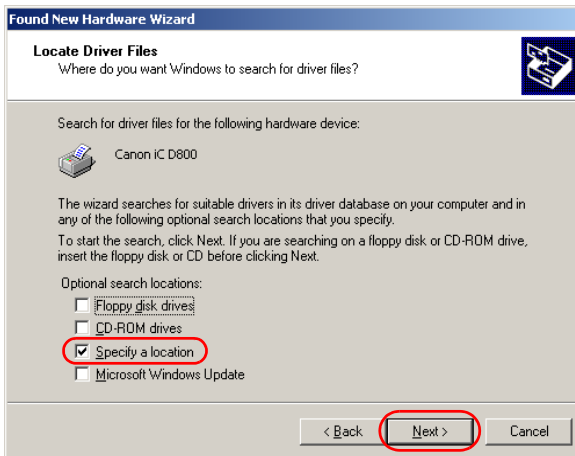 Found New Hardware Wizard
Locate Driver Files
Where do you want Windows to search for driver files?
Search for driver files for the following hardware device:
Canon iC D800
The wizard searches for suitable drivers in its driver database on your computer and in
any of the following optional search locations that you specify.
To start the search, click Next. If you are searching on a floppy disk or CD-ROM drive,
insert the floppy disk or CD before clicking Next.
Optional search locations:
Floppy disk drives
CD-ROM drives
Specify a location
Microsoft Windows Update
< Back Next > Cancel